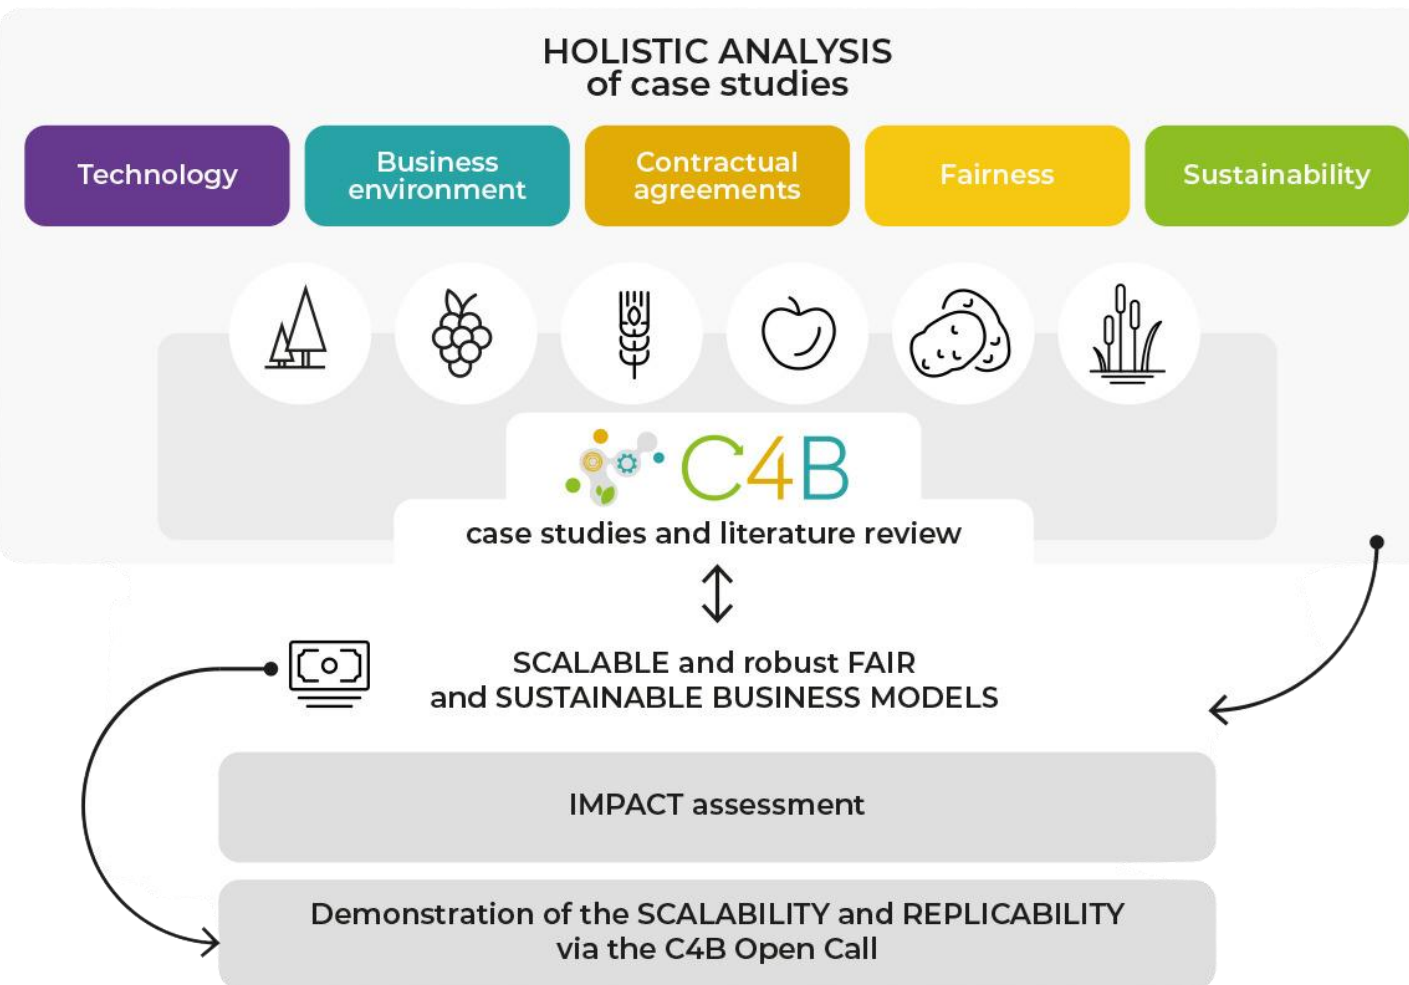 HOLISTIC ANALYSIS
of case studies
Technology
Business
environment
Contractual
agreements
Fairness
Sustainability
C4B
case studies and literature review
SCALABLE and robust FAIR
and SUSTAINABLE BUSINESS MODELS
IMPACT assessment
Demonstration of the SCALABILITY and REPLICABILITY
via the C4B Open Call